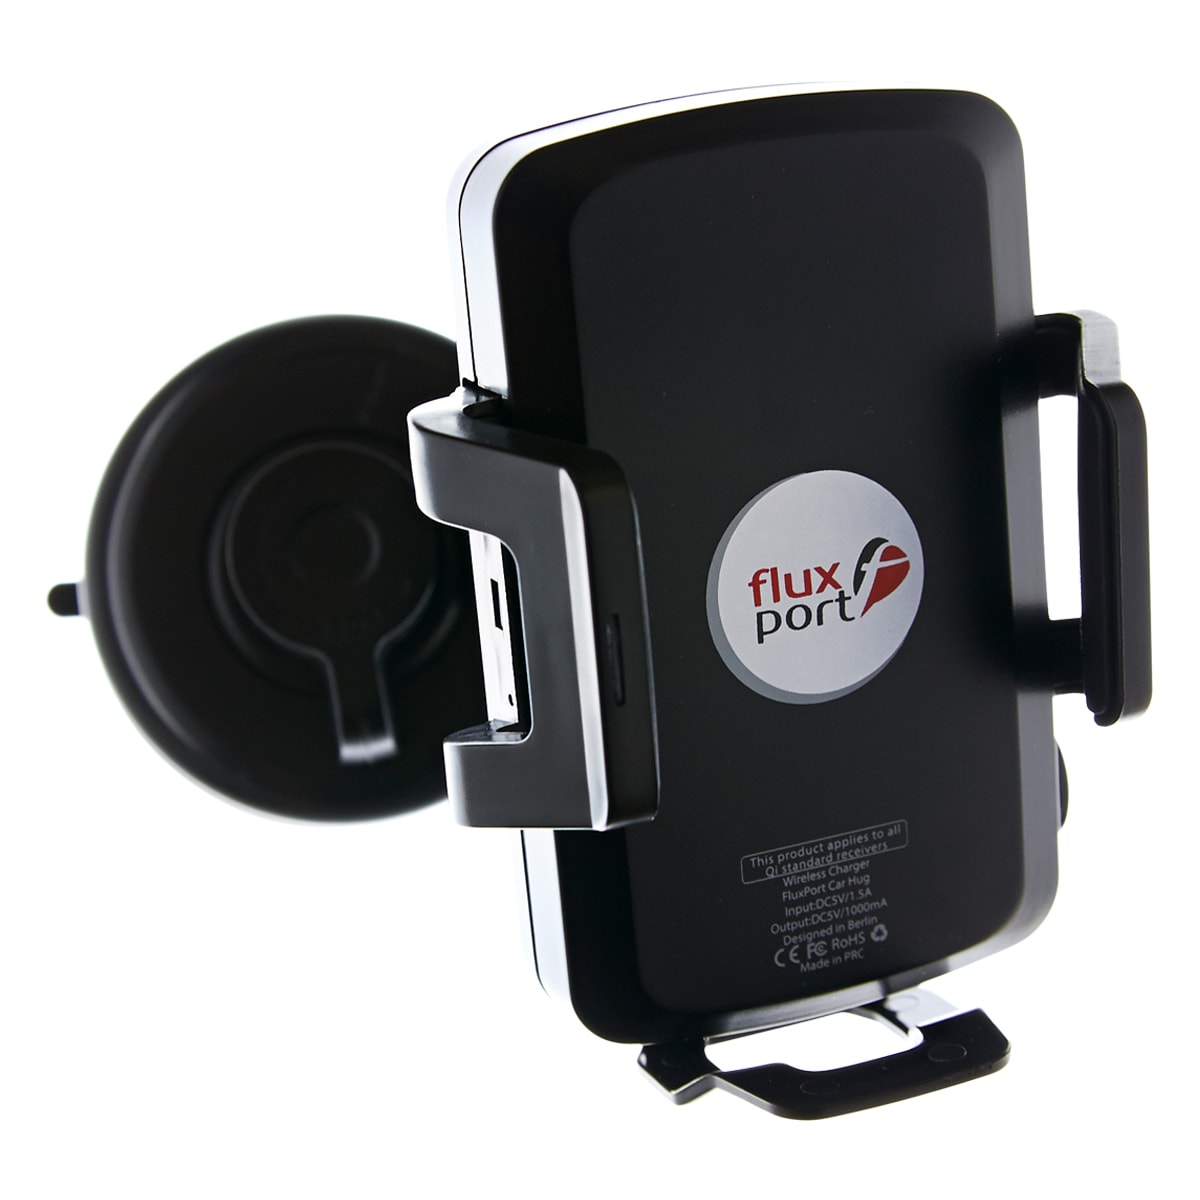 flux
port
This product applies to all
Qi standard receivers
Wireless Charger
FluxPort Car Hug
Input:DC5V/1.5A
Output:DC5V/1000mA
Designed in Berlin
CE FC RoHS
Made in PRC